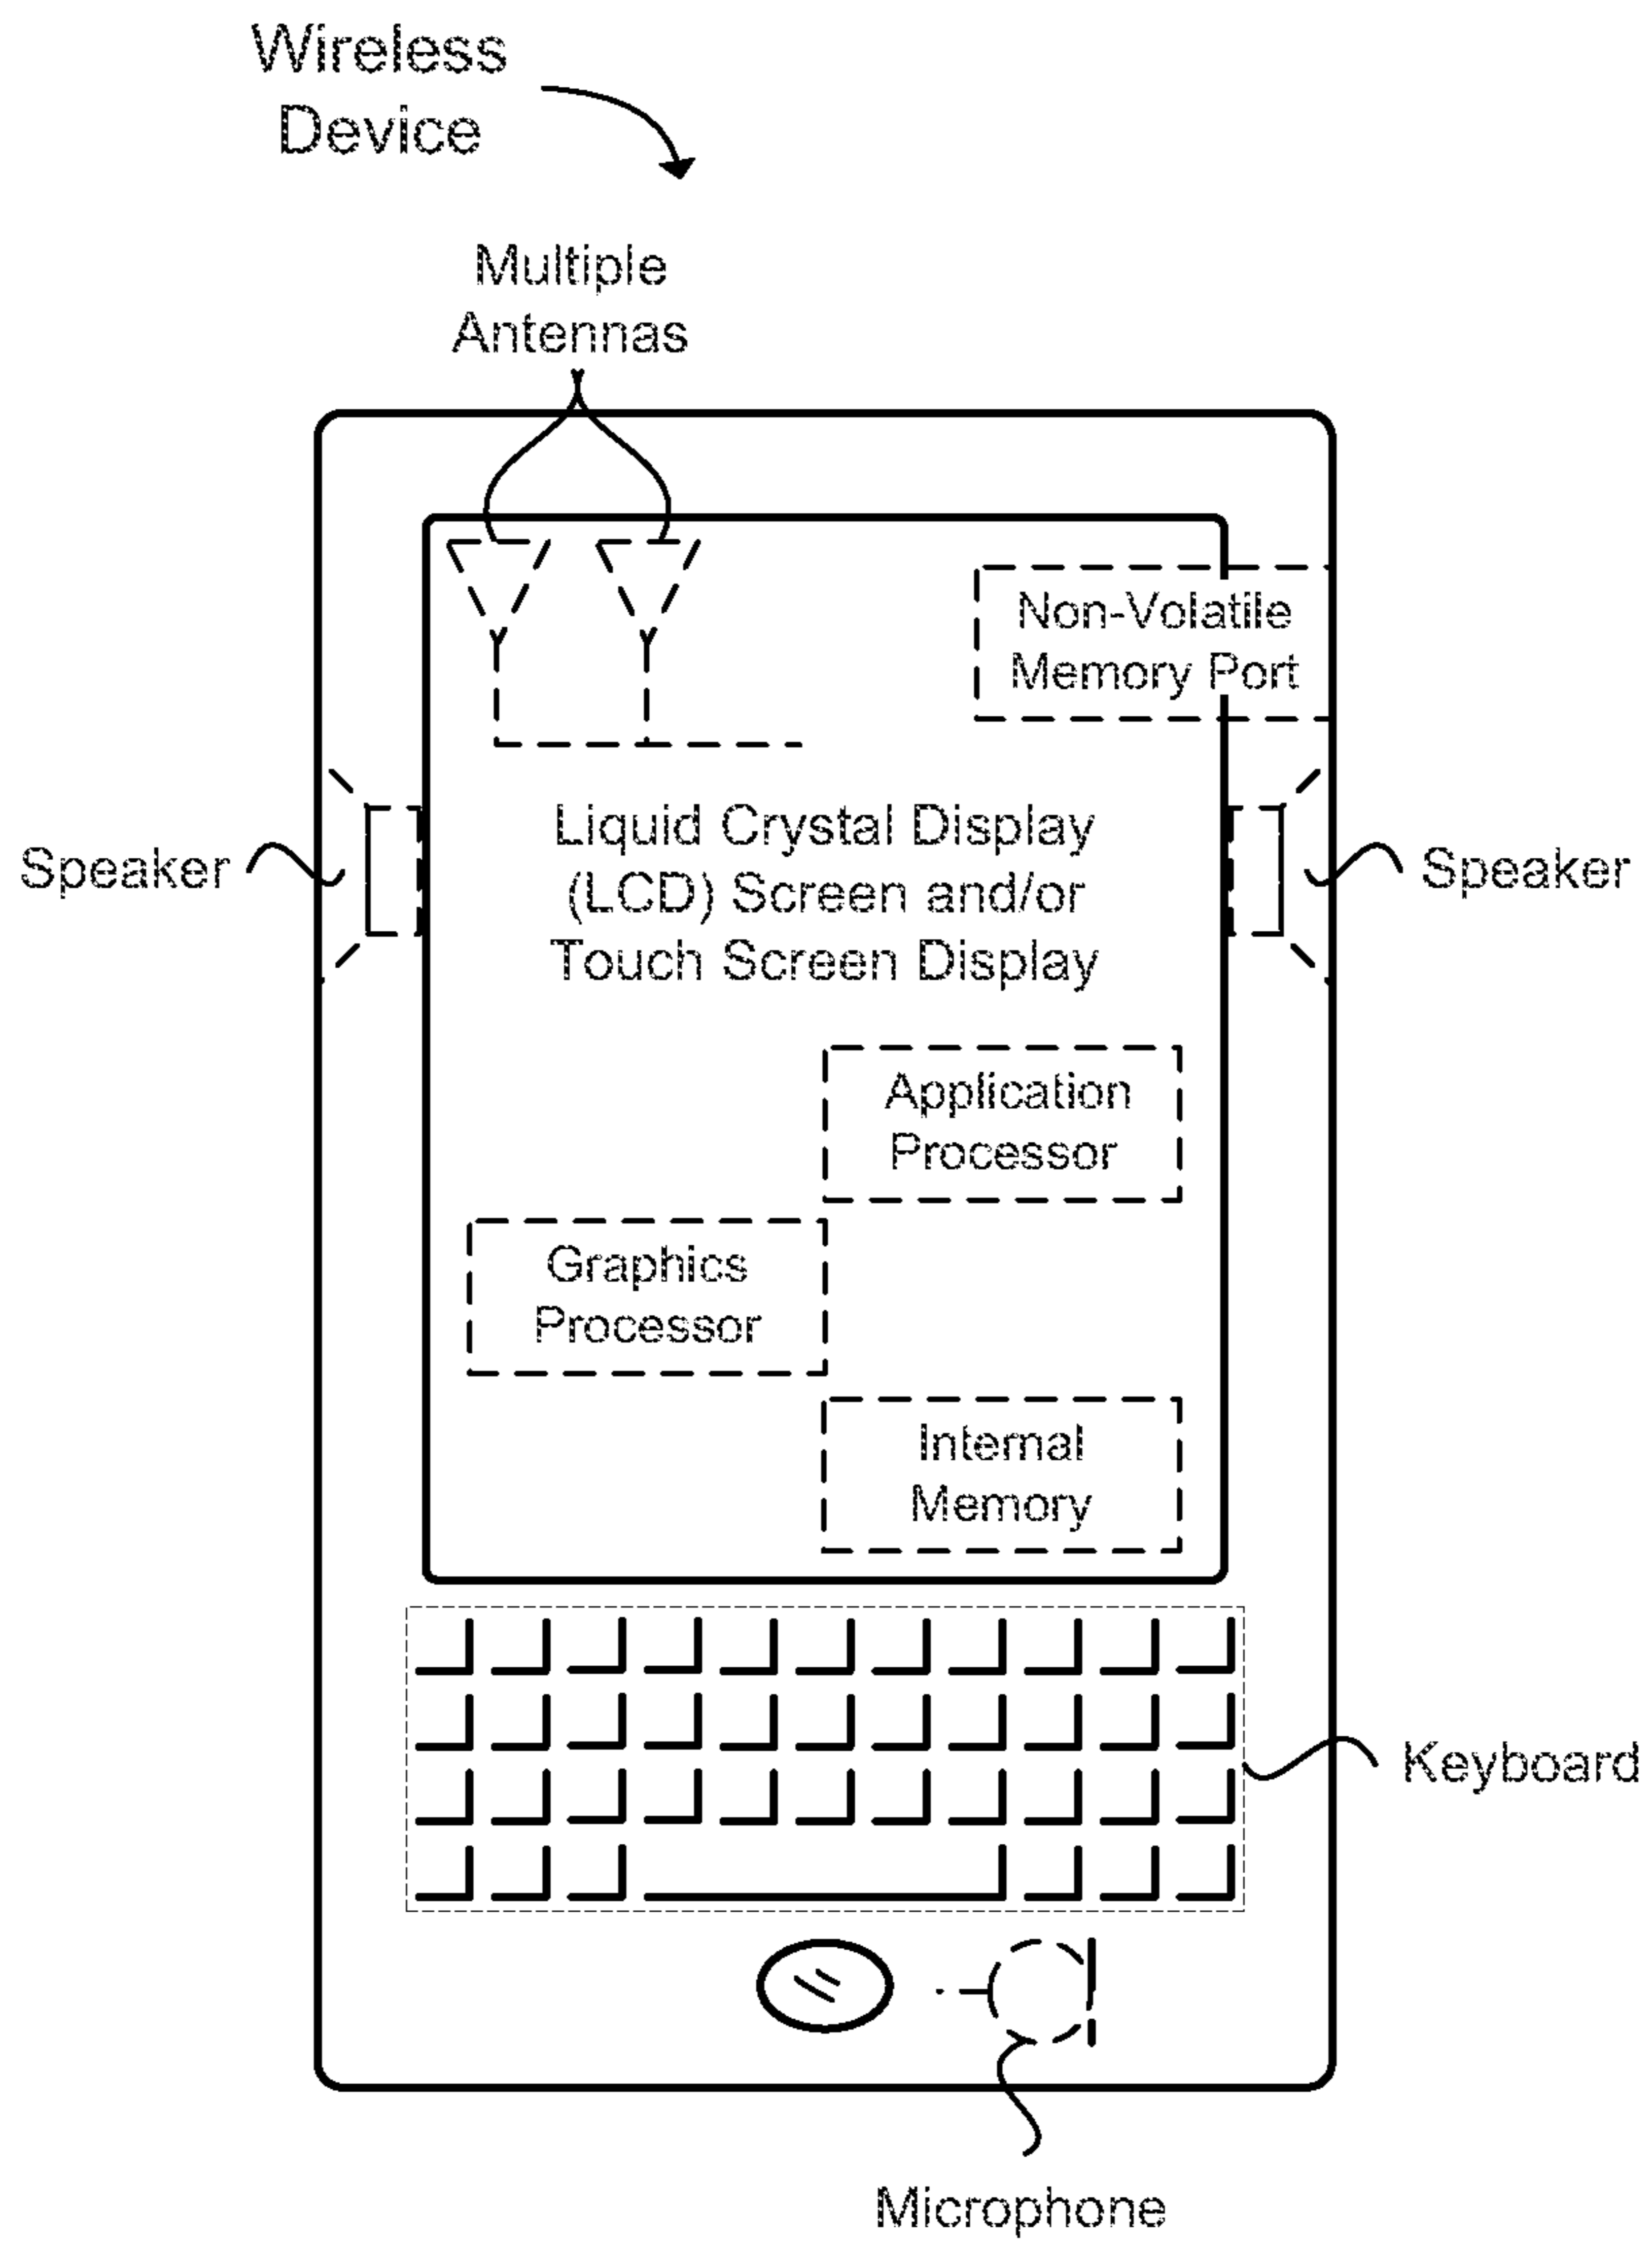 Wireless
Device
Multiple
Antennas
Non-Volatile
Memory Port
Speaker
Liquid Crystal Display
(LCD) Screen and/or
Touch Screen Display
Speaker
Application
Processor
Graphics
Processor
Internal
Memory
Keyboard
Microphone